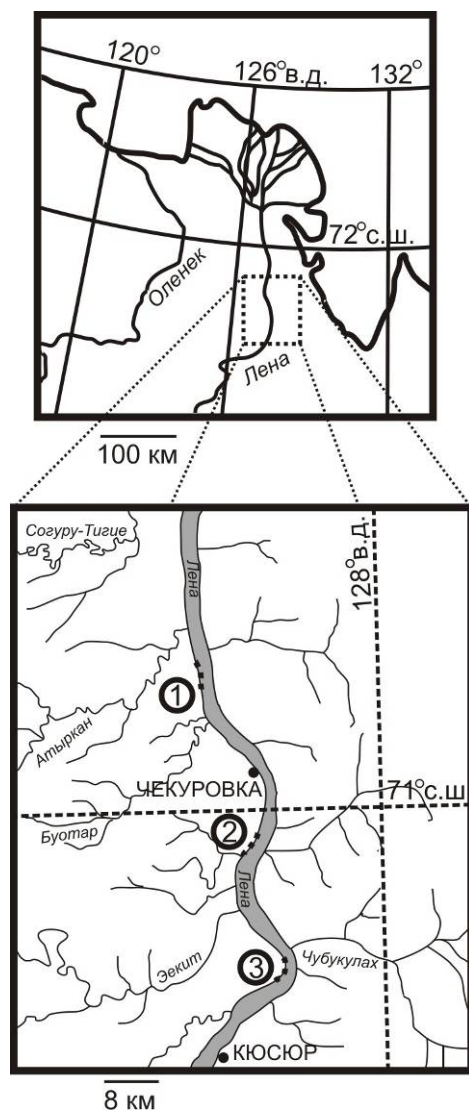 120°
126°в.д.
132°
72°с.ш.
Оленек
Лена
100 км
Согуру-Тигие
Лена
128°в.д.
1
Атыркан
ЧЕКУРОВКА
71°с.ш
Буотар
2
Лена
Эекит
3
Чубукулах
КЮСЮР
8 км